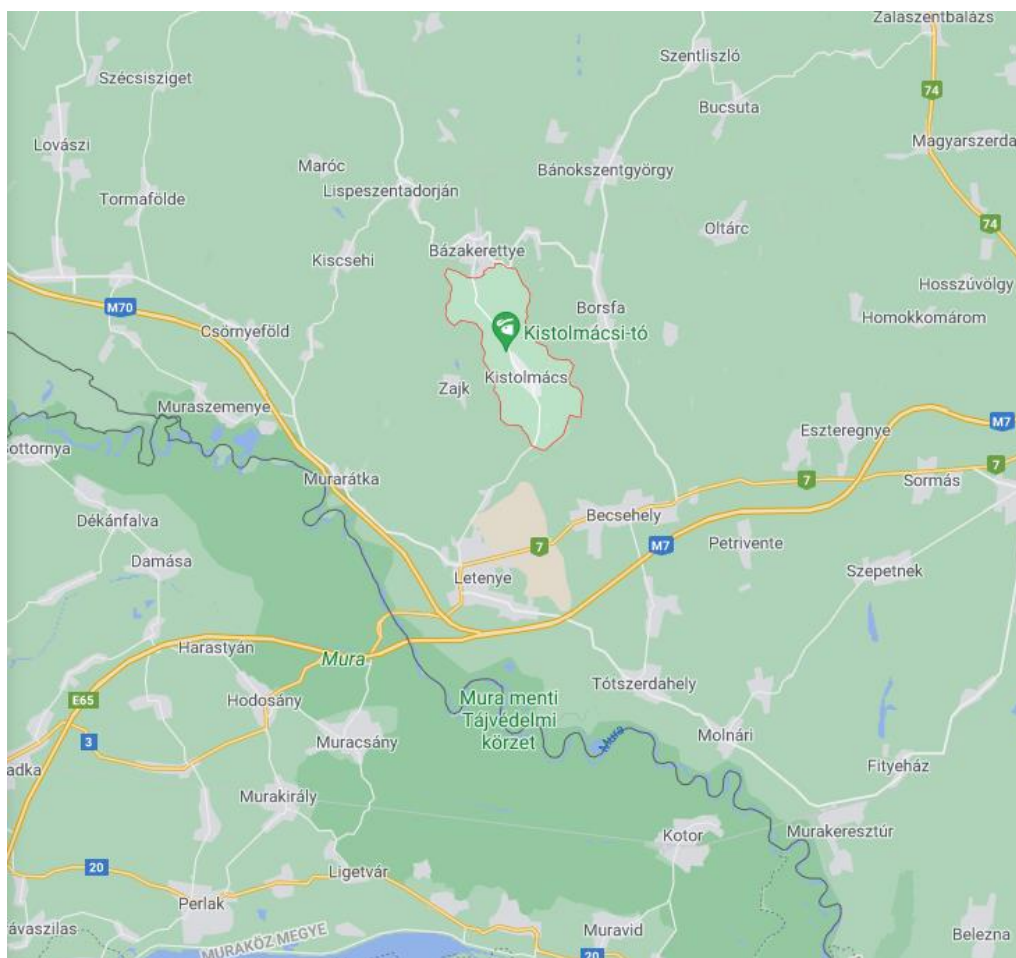 Zalaszentbalázs
Szentliszló
Szécsisziget
74
Bucsuta
Lovászi
Magyarszerda
Maróc
Bánokszentgyörgy
Lispeszentadorján
Tormafölde
74
Oltárc
Bázakerettye
Kiscsehi
Hosszúvölgy
M70
Borsfa
Homokkomárom
Csörnyeföld
Kistolmácsi-tó
Zajk
Kistolmács
Muraszemenye
M7
Eszteregnye
ottornya
7
Murarátka
7
Sormás
Becsehely
Dékánfalva
7
M7
Petrivente
Damása
Letenye
Szepetnek
Harastyán
Mura
Tótszerdahely
E65
Hodosány
Mura menti
Tájvédelmi
körzet
3
Muracsány
Mura
Molnári
adka
Fityeház
Murakirály
Kotor
Murakeresztúr
20
Ligetvár
Perlak
ávaszilas
Muravid
Belezna
MURAKÖZ MEGYE
20